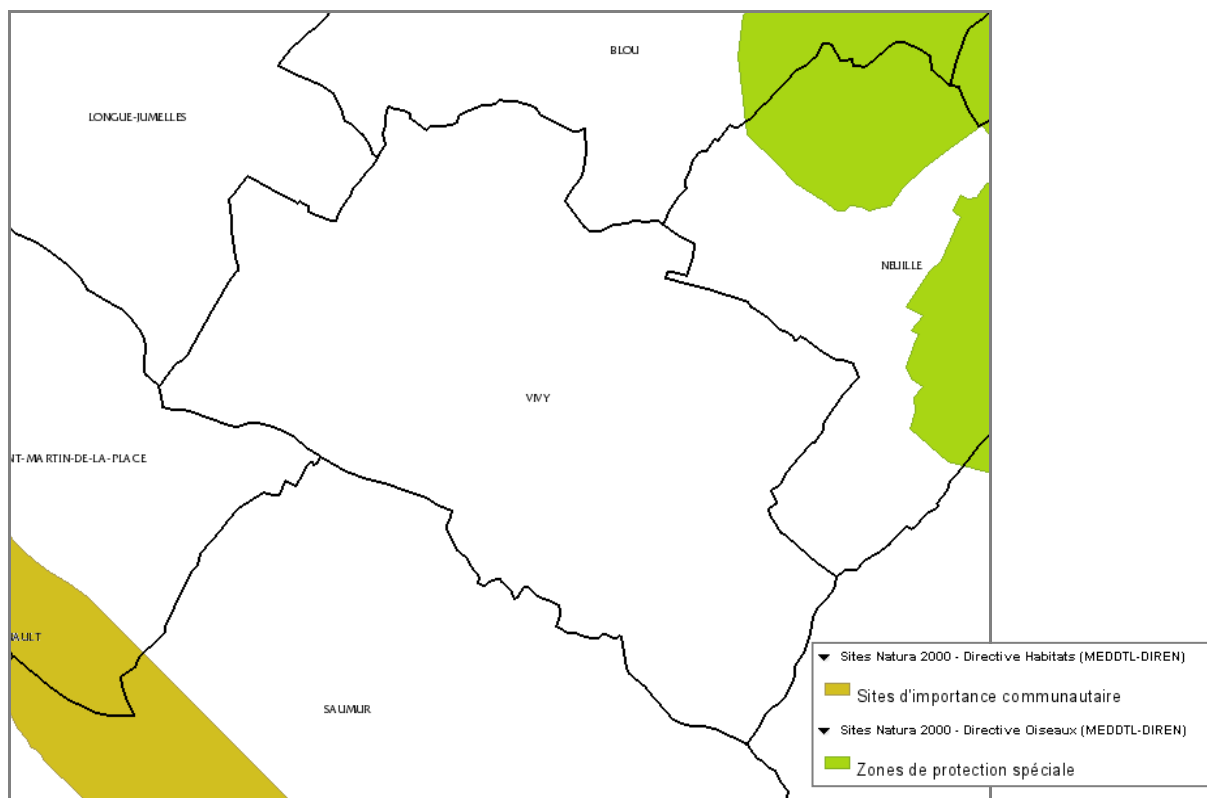 BLOU
LONGUE-JUMELLES
NEUILLE
VIVY
NT-MARTIN-DE-LA-PLACE
AULT
SAUMUR
Sites Natura 2000 - Directive Habitats (MEDDTL-DIREN)
Sites d'importance communautaire
Sites Natura 2000 - Directive Oiseaux (MEDDTL-DIREN)
Zones de protection spéciale